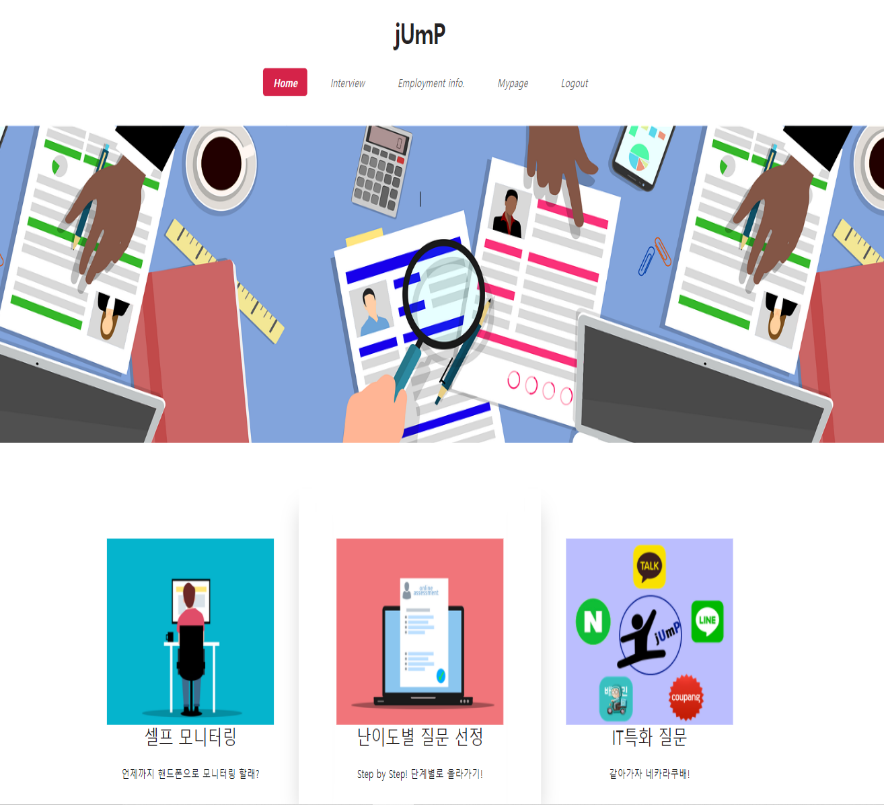 jUmP
Home Interview Employment info. Mypage Logout
TALK
N
LINE
jUmP
coupang
셀프 모니터링
난이도별 질문 선정
IT특화 질문
언제까지 핸드폰으로 모니터링 할래?
Step by Step! 단계별로 올라가기!
같아가자 네카라쿠배!